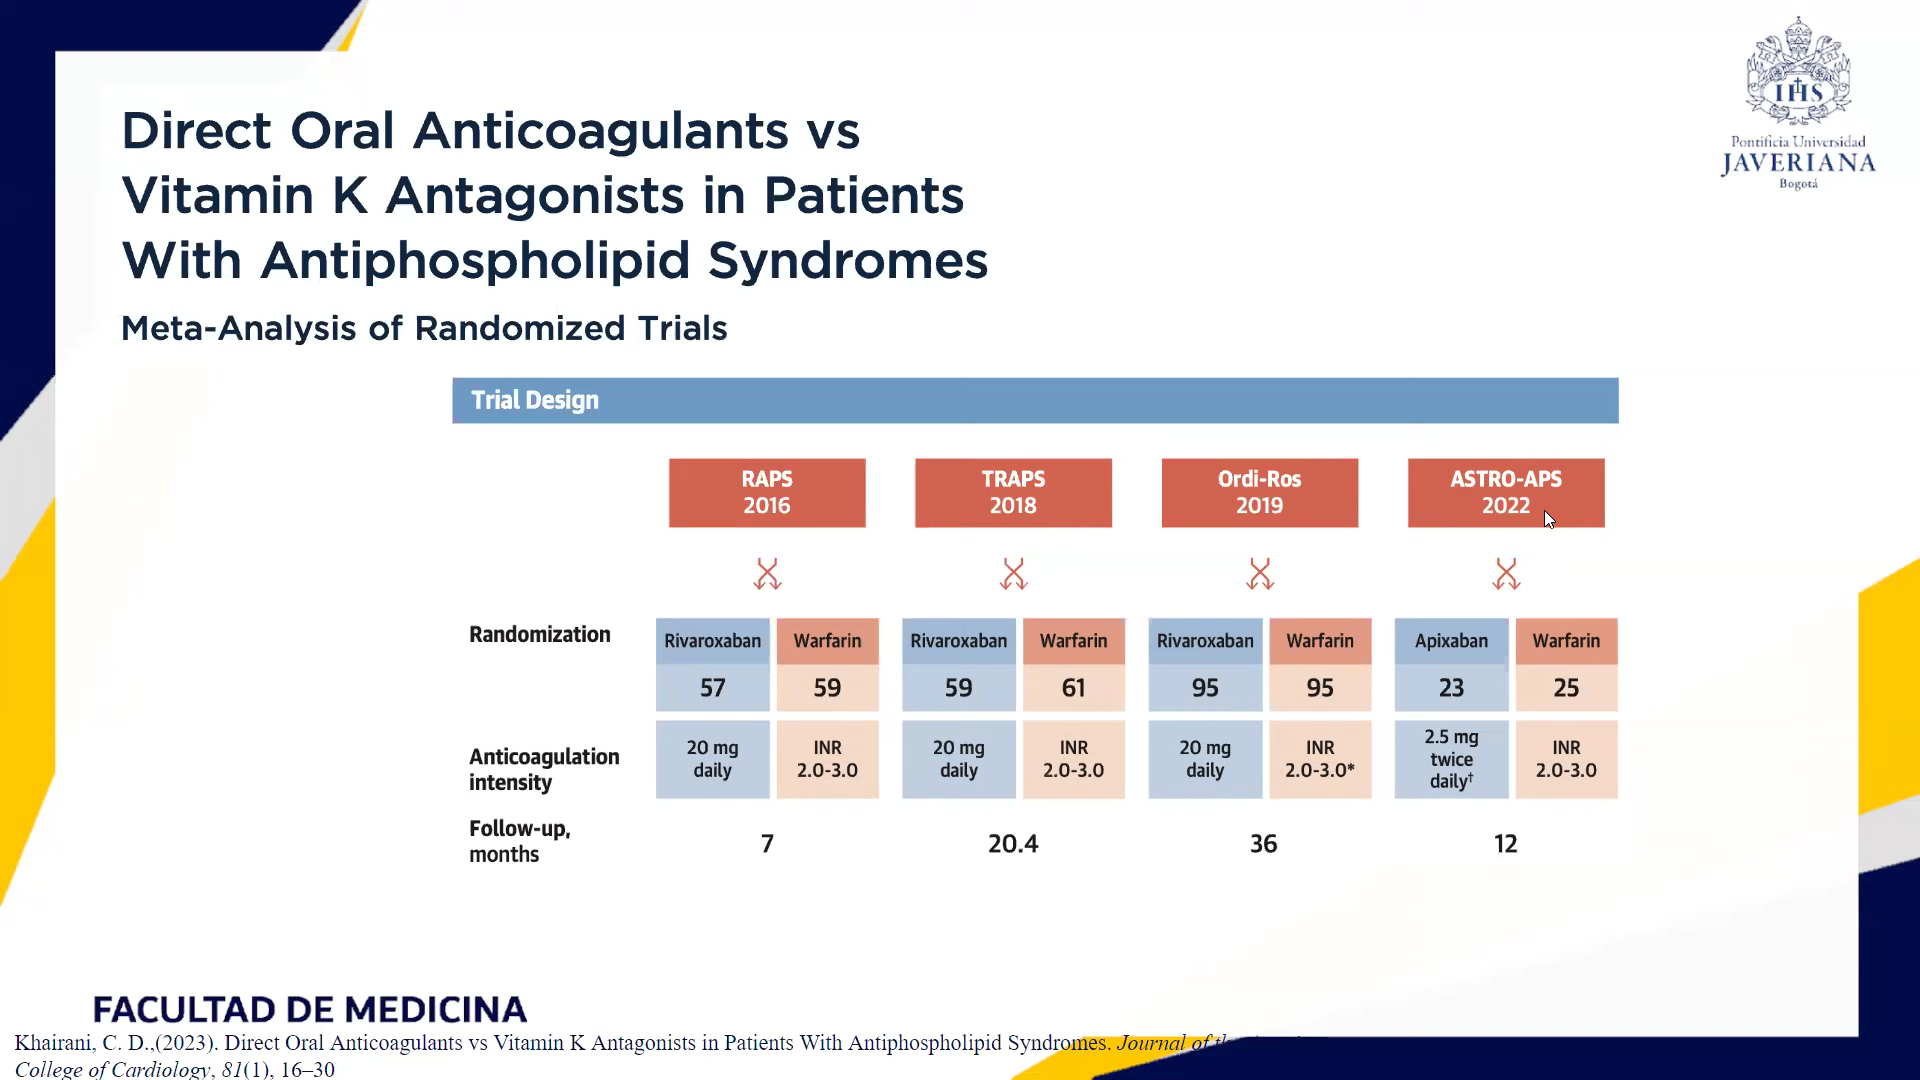 IHS
Pontificia Universidad
JAVERIANA
Bogotá
Direct Oral Anticoagulants vs
Vitamin K Antagonists in Patients
With Antiphospholipid Syndromes
Meta-Analysis of Randomized Trials
Trial Design
RAPS TRAPS Ordi-Ros ASTRO-APS
2016 2018 2019 2022
Randomization
Rivaroxaban Warfarin Rivaroxaban Warfarin Rivaroxaban Warfarin Apixaban Warfarin
57 59 59 61 95 95 23 25
Anticoagulation
intensity
20 mg
daily
INR
2.0-3.0
20 mg
daily
INR
2.0-3.0
20 mg
daily
INR
2.0-3.0*
2.5 mg
twice
daily†
INR
2.0-3.0
Follow-up,
months
7 20.4 36 12
FACULTAD DE MEDICINA
Khairani, C. D.,(2023). Direct Oral Anticoagulants vs Vitamin K Antagonists in Patients With Antiphospholipid Syndromes. Journal of
College of Cardiology, 81(1), 16–30